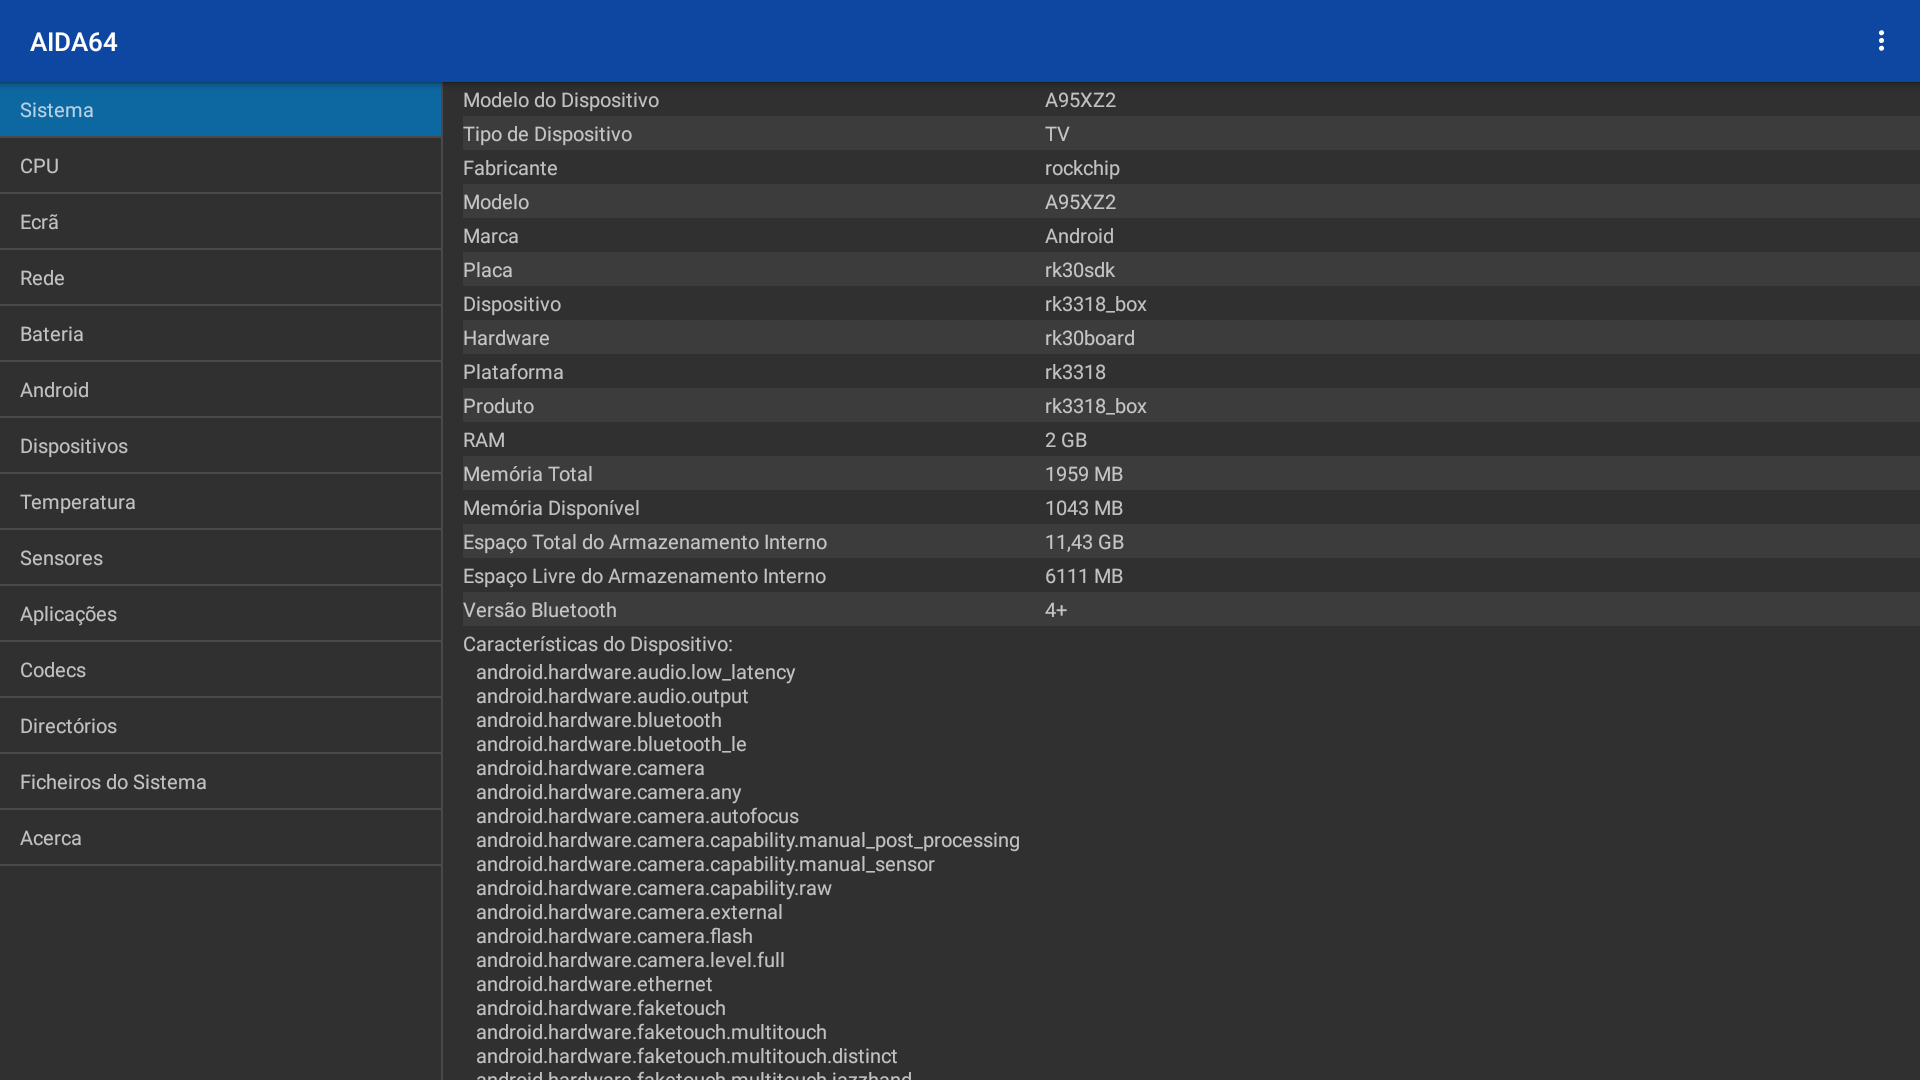 AIDA64
Sistema
CPU
Ecrã
Rede
Bateria
Android
Dispositivos
Temperatura
Sensores
Aplicações
Codecs
Directórios
Ficheiros do Sistema
Acerca
Modelo do Dispositivo A95XZ2
Tipo de Dispositivo TV
Fabricante rockchip
Modelo A95XZ2
Marca Android
Placa rk30sdk
Dispositivo rk3318_box
Hardware rk30board
Plataforma rk3318
Produto rk3318_box
RAM 2 GB
Memória Total 1959 MB
Memória Disponível 1043 MB
Espaço Total do Armazenamento Interno 11,43 GB
Espaço Livre do Armazenamento Interno 6111 MB
Versão Bluetooth 4+
Características do Dispositivo:
android.hardware.audio.low_latency
android.hardware.audio.output
android.hardware.bluetooth
android.hardware.bluetooth_le
android.hardware.camera
android.hardware.camera.any
android.hardware.camera.autofocus
android.hardware.camera.capability.manual_post_processing
android.hardware.camera.capability.manual_sensor
android.hardware.camera.capability.raw
android.hardware.camera.external
android.hardware.camera.flash
android.hardware.camera.level.full
android.hardware.ethernet
android.hardware.faketouch
android.hardware.faketouch.multitouch
android.hardware.faketouch.multitouch.distinct
android.hardware.faketouch.multitouch.jazzhand